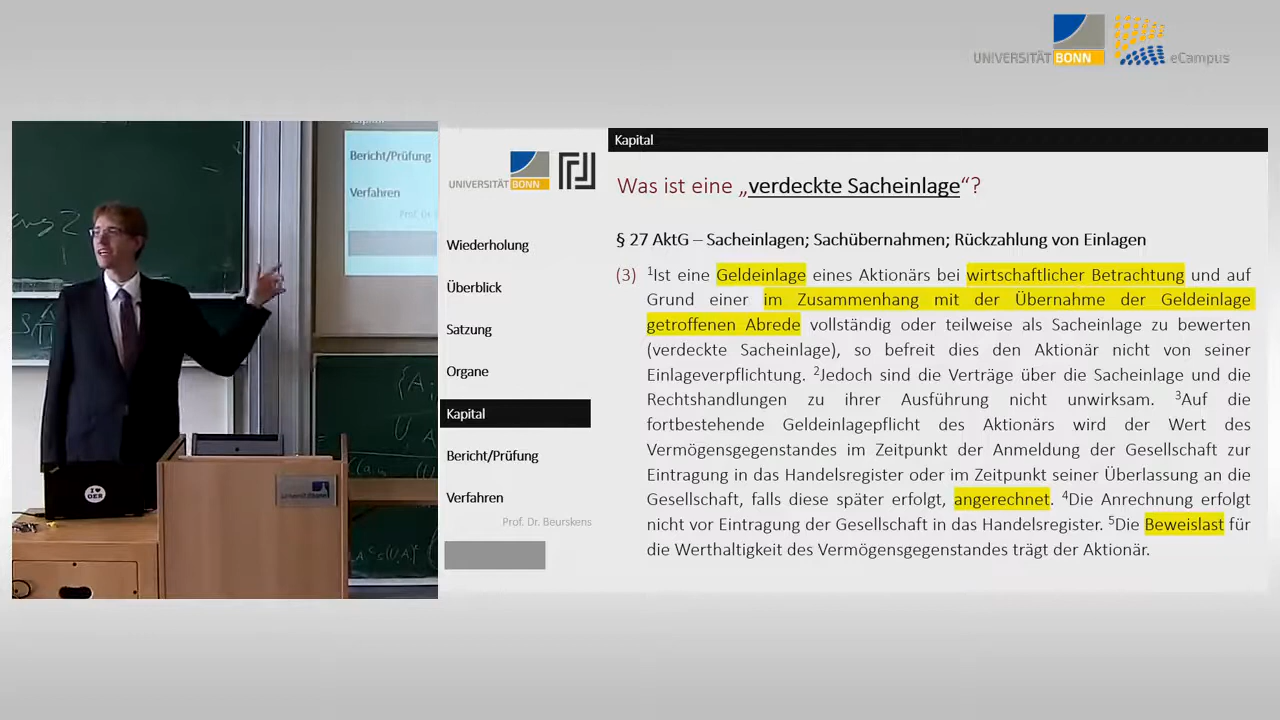 UNIVERSITÄT BONN eCampus
Bericht/Prüfung
Verfahren
Prof. Dr.
I ♥ OER
UNIVERSITÄT BONN
Wiederholung
Überblick
Satzung
Organe
Kapital
Bericht/Prüfung
Verfahren
Prof. Dr. Beurskens
Kapital
Was ist eine „verdeckte Sacheinlage“?
§ 27 AktG – Sacheinlagen; Sachübernahmen; Rückzahlung von Einlagen
(3) ¹Ist eine Geldeinlage eines Aktionärs bei wirtschaftlicher Betrachtung und auf
Grund einer im Zusammenhang mit der Übernahme der Geldeinlage
getroffenen Abrede vollständig oder teilweise als Sacheinlage zu bewerten
(verdeckte Sacheinlage), so befreit dies den Aktionär nicht von seiner
Einlageverpflichtung. ²Jedoch sind die Verträge über die Sacheinlage und die
Rechtshandlungen zu ihrer Ausführung nicht unwirksam. ³Auf die
fortbestehende Geldeinlagepflicht des Aktionärs wird der Wert des
Vermögensgegenstandes im Zeitpunkt der Anmeldung der Gesellschaft zur
Eintragung in das Handelsregister oder im Zeitpunkt seiner Überlassung an die
Gesellschaft, falls diese später erfolgt, angerechnet. ⁴Die Anrechnung erfolgt
nicht vor Eintragung der Gesellschaft in das Handelsregister. ⁵Die Beweislast für
die Werthaltigkeit des Vermögensgegenstandes trägt der Aktionär.